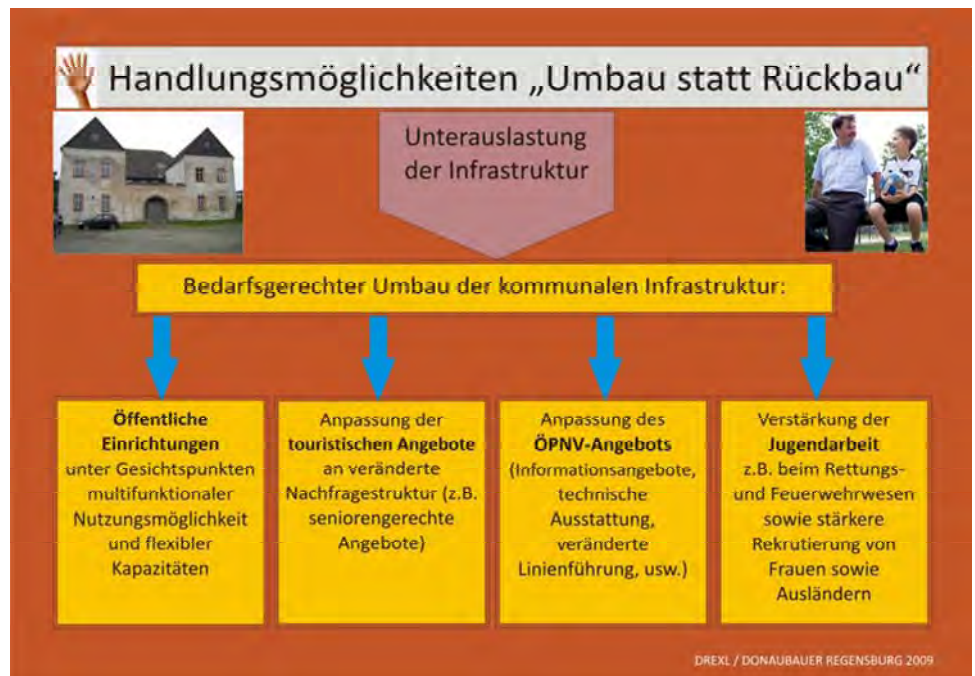 Handlungsmöglichkeiten „Umbau statt Rückbau“
Unterauslastung
der Infrastruktur
Bedarfsgerechter Umbau der kommunalen Infrastruktur:
Öffentliche
Einrichtungen
unter Gesichtspunkten
multifunktionaler
Nutzungsmöglichkeit
und flexibler
Kapazitäten
Anpassung der
touristischen Angebote
an veränderte
Nachfragestruktur (z.B.
seniorengerechte
Angebote)
Anpassung des
ÖPNV-Angebots
(Informationsangebote,
technische
Ausstattung,
veränderte
Linienführung, usw.)
Verstärkung der
Jugendarbeit
z.B. beim Rettungs-
und Feuerwehrwesen
sowie stärkere
Rekrutierung von
Frauen sowie
Ausländern
DREXL / DONAUBAUER REGENSBURG 2009